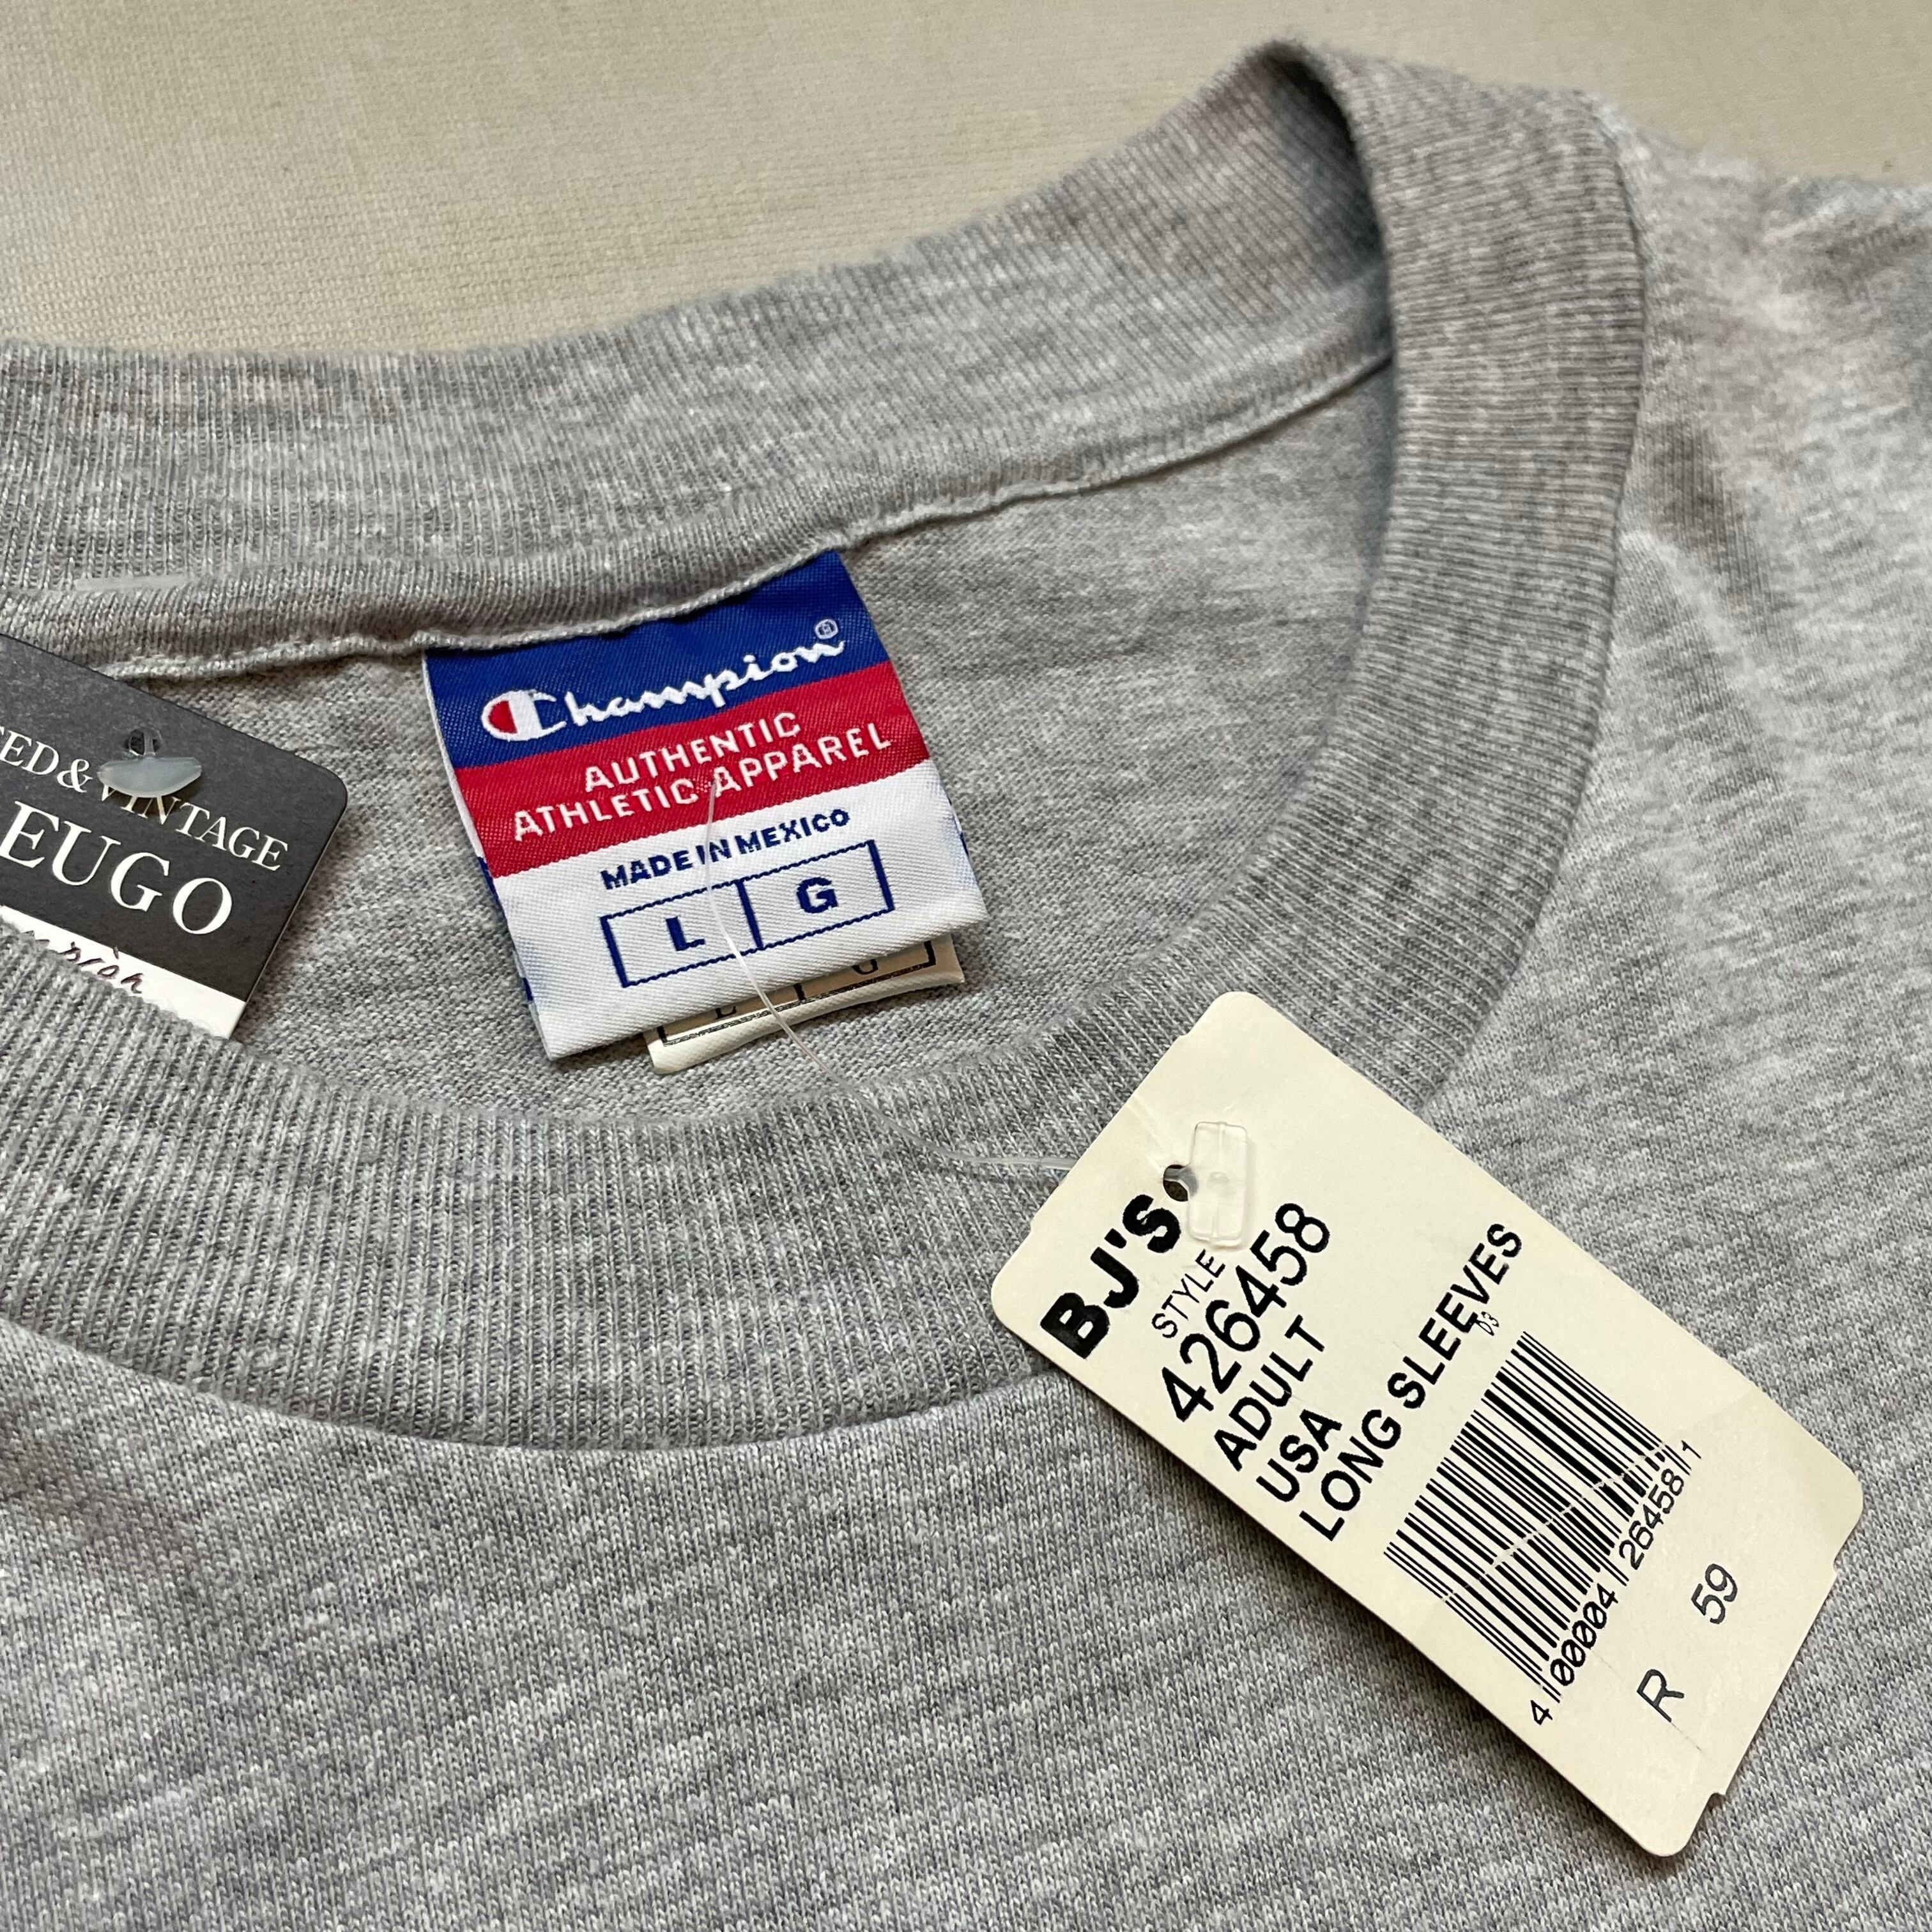 Champion®
AUTHENTIC
ATHLETIC APPAREL
MADE IN MEXICO
L G
G
ED & VINTAGE
EUGO
BJ's
STYLE
426458
ADULT
USA
LONG SLEEVES
D3
4 00004 26458 1
R 59